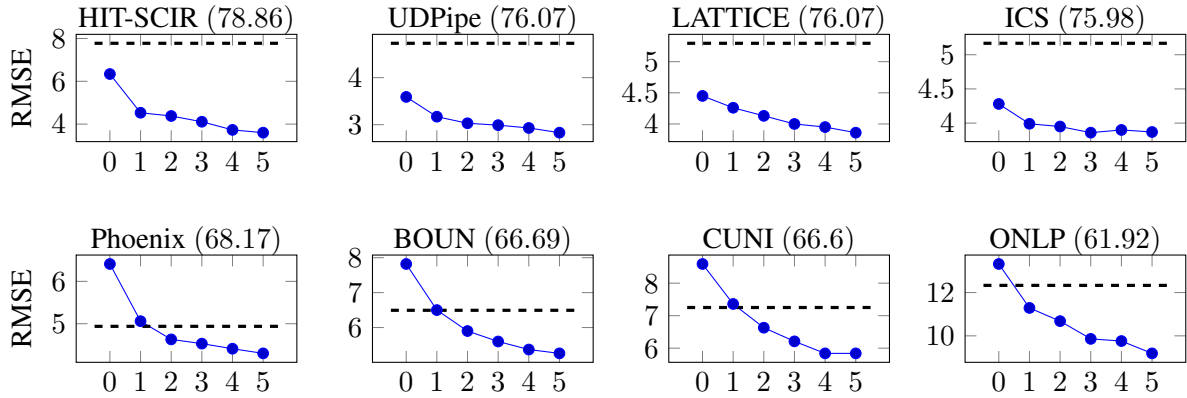 HIT-SCIR (78.86) UDPipe (76.07) LATTICE (76.07) ICS (75.98)
RMSE
8 6 4
4 3
5 4.5 4
5 4.5 4
0 1 2 3 4 5 0 1 2 3 4 5 0 1 2 3 4 5 0 1 2 3 4 5
Phoenix (68.17) BOUN (66.69) CUNI (66.6) ONLP (61.92)
RMSE
6 5
8 7 6
8 7 6
12 10
0 1 2 3 4 5 0 1 2 3 4 5 0 1 2 3 4 5 0 1 2 3 4 5